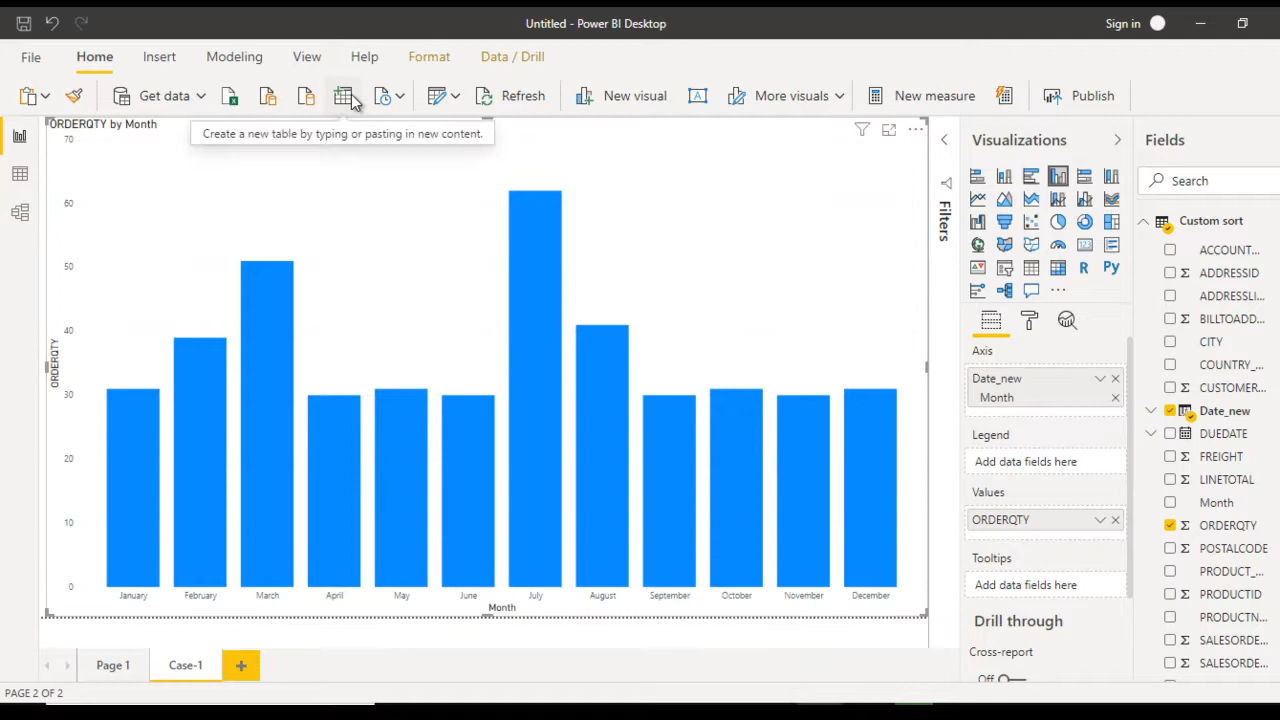 Untitled - Power BI Desktop
Sign in
File Home Insert Modeling View Help Format Data / Drill
Get data Refresh New visual A More visuals New measure Publish
Create a new table by typing or pasting in new content.
ORDERQTY by Month
70
60
50
40
30
20
10
0
ORDERQTY
January February March April May June July August September October November December
Month
Filters
Visualizations
123
R Py
Axis
Date_new
Month
Legend
Add data fields here
Values
ORDERQTY
Tooltips
Add data fields here
Drill through
Cross-report
Off
Fields
Search
Custom sort
ACCOUNT...
Σ ADDRESSID
ADDRESSLI...
Σ BILLTOADD...
CITY
COUNTRY_...
Σ CUSTOMER...
Date_new
DUEDATE
Σ FREIGHT
Σ LINETOTAL
Month
Σ ORDERQTY
Σ POSTALCODE
PRODUCT_...
Σ PRODUCTID
PRODUCTN...
Σ SALESORDE...
Σ SALESORDE...
Page 1 Case-1
PAGE 2 OF 2